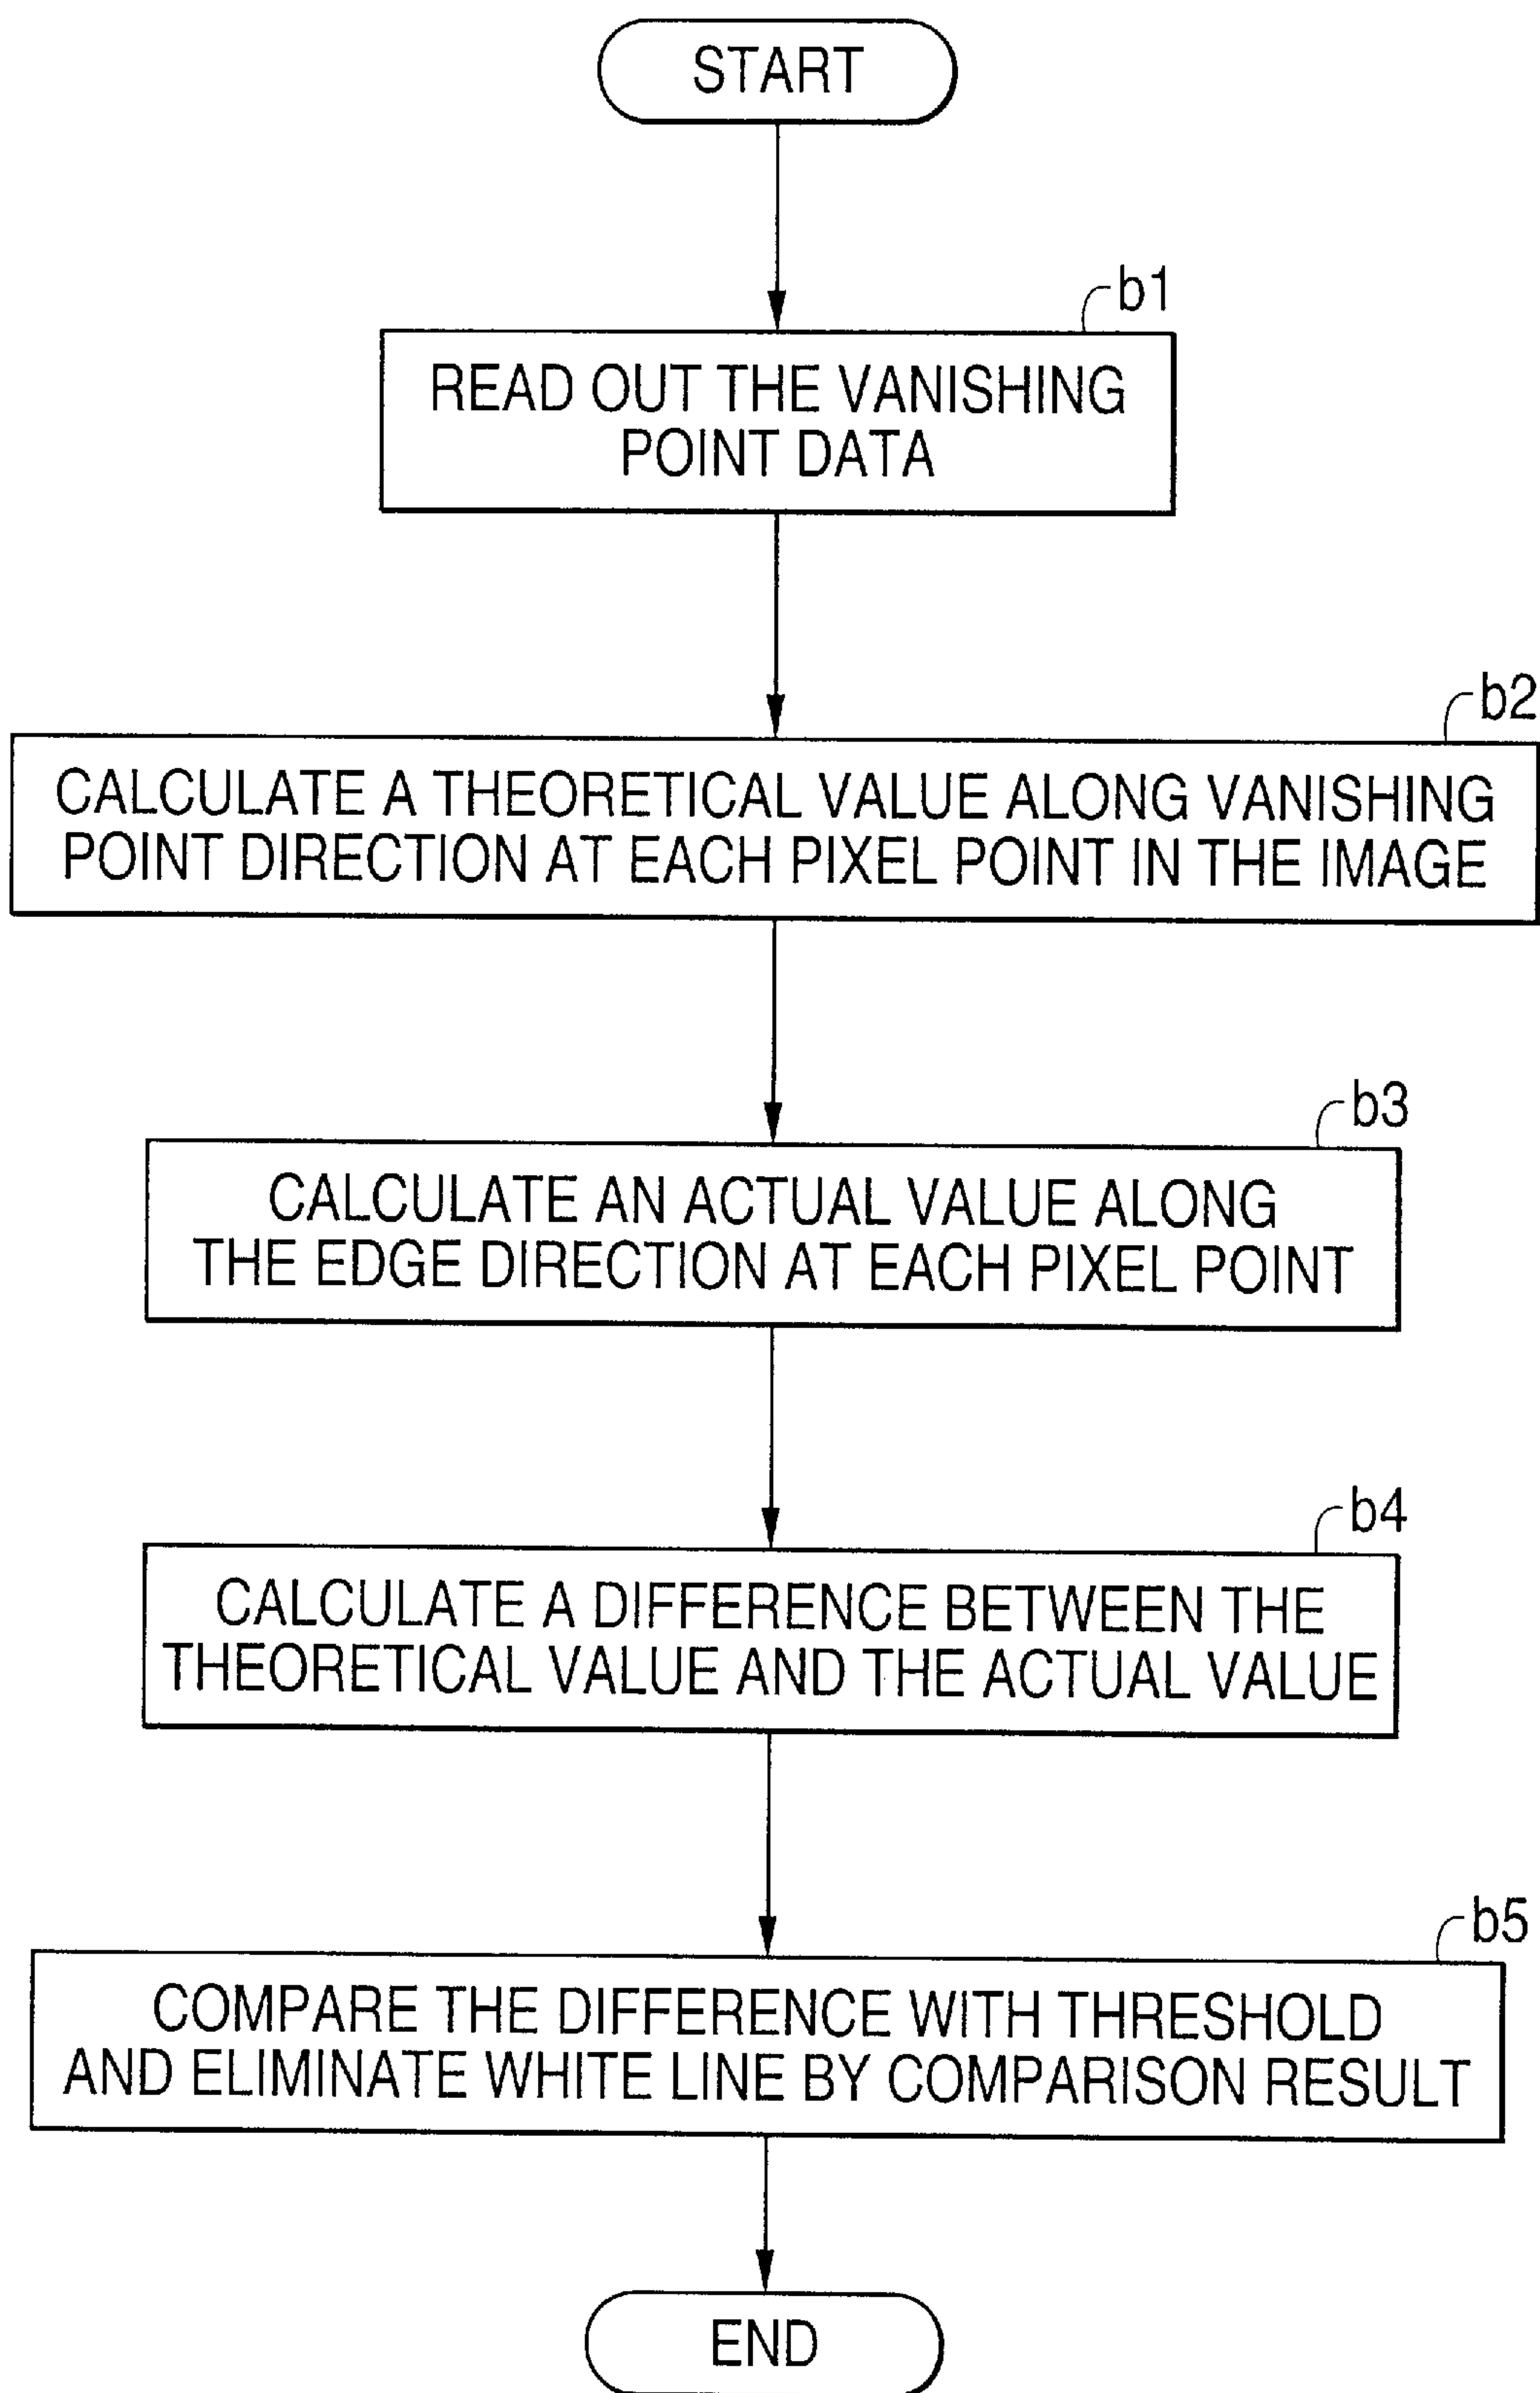 START
b1
READ OUT THE VANISHING
POINT DATA
b2
CALCULATE A THEORETICAL VALUE ALONG VANISHING
POINT DIRECTION AT EACH PIXEL POINT IN THE IMAGE
b3
CALCULATE AN ACTUAL VALUE ALONG
THE EDGE DIRECTION AT EACH PIXEL POINT
b4
CALCULATE A DIFFERENCE BETWEEN THE
THEORETICAL VALUE AND THE ACTUAL VALUE
b5
COMPARE THE DIFFERENCE WITH THRESHOLD
AND ELIMINATE WHITE LINE BY COMPARISON RESULT
END